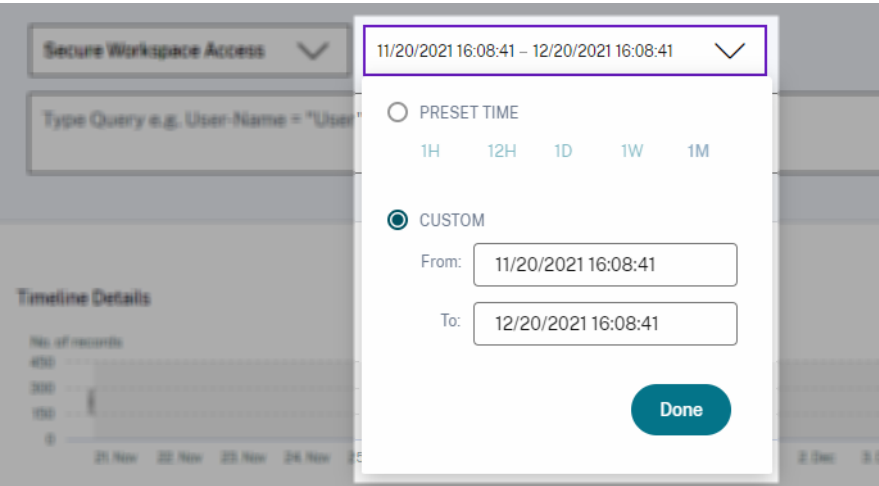 Secure Workspace Access
11/20/2021 16:08:41 – 12/20/2021 16:08:41
Type Query e.g. User-Name = "User"
PRESET TIME
1H 12H 1D 1W 1M
CUSTOM
From: 11/20/2021 16:08:41
To: 12/20/2021 16:08:41
Done
Timeline Details
No. of records
450
300
150
0
21. Nov 22. Nov 23. Nov 24. Nov 2. Dec